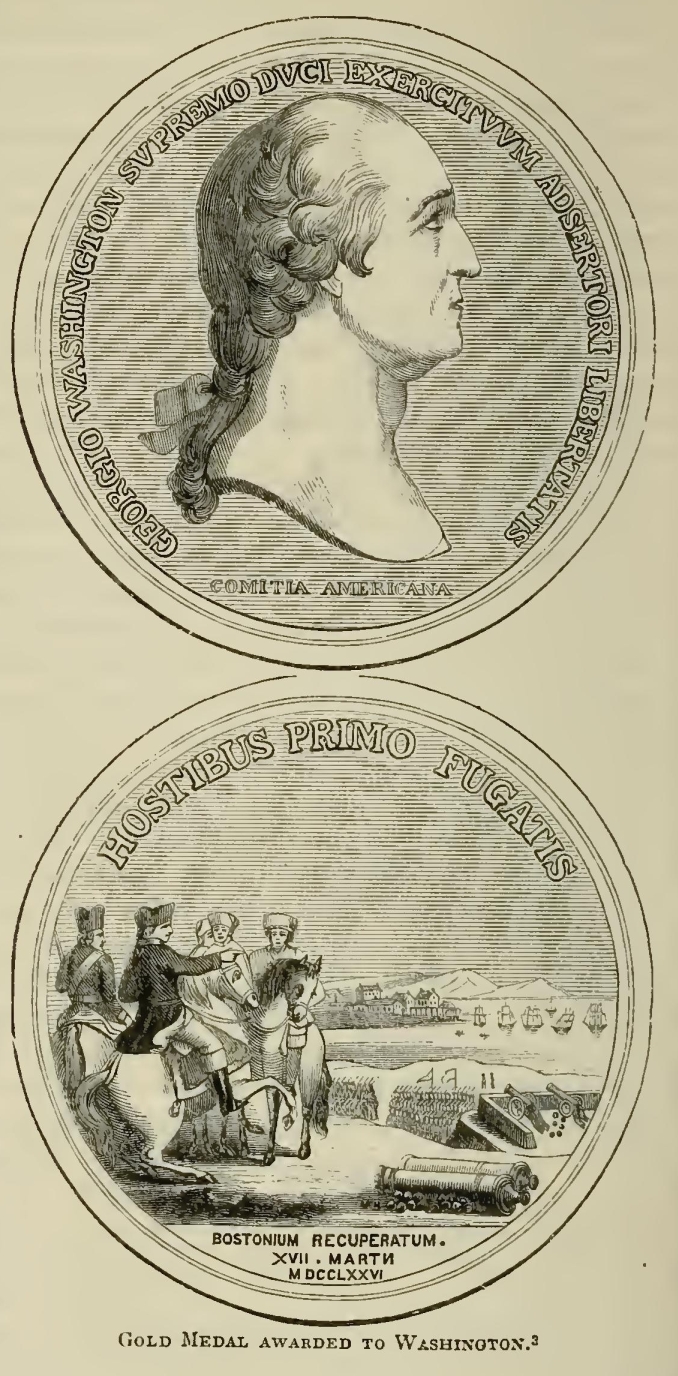 GEORGIO WASHINGTON SVPREMO DVCI EXERCITVVM ADSERTORI LIBERTATIS
COMITIA AMERICANA
HOSTIBUS PRIMO FUGATIS
BOSTONIUM RECUPERATUM.
XVII. MARTII
MDCCLXXVI
GOLD MEDAL AWARDED TO WASHINGTON.³